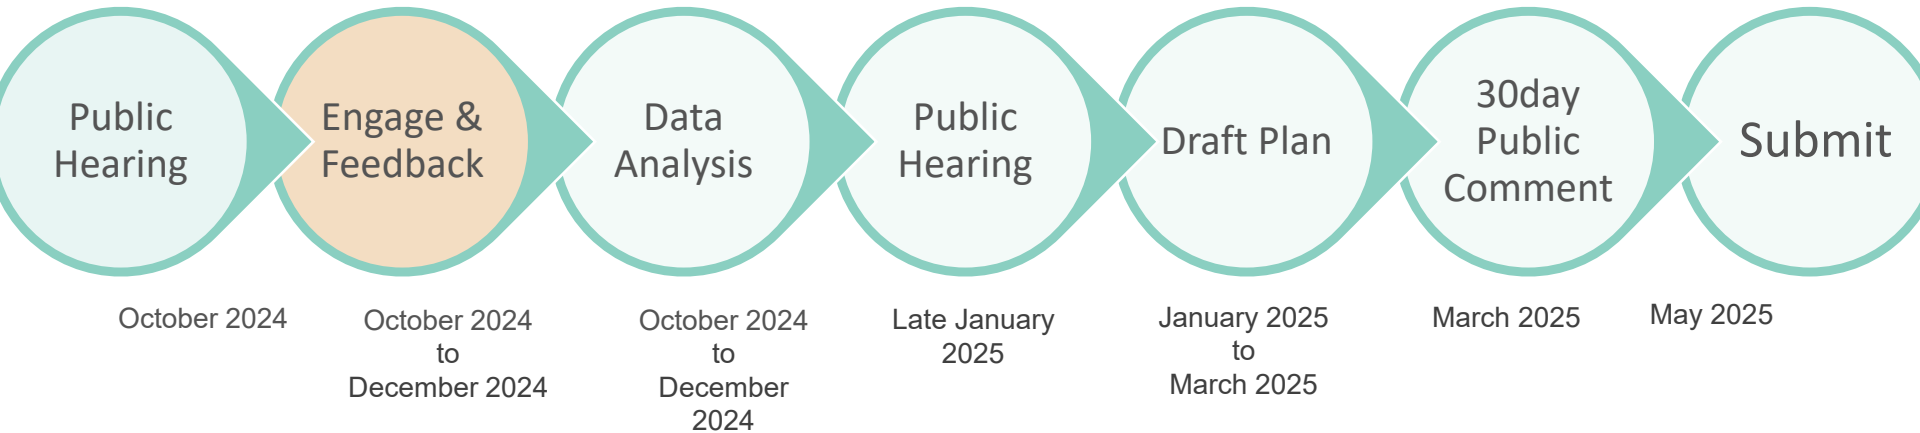 Public
Hearing
Engage &
Feedback
Data
Analysis
Public
Hearing
Draft Plan
30day
Public
Comment
Submit
October 2024
October 2024
to
December 2024
October 2024
to
December
2024
Late January
2025
January 2025
to
March 2025
March 2025
May 2025